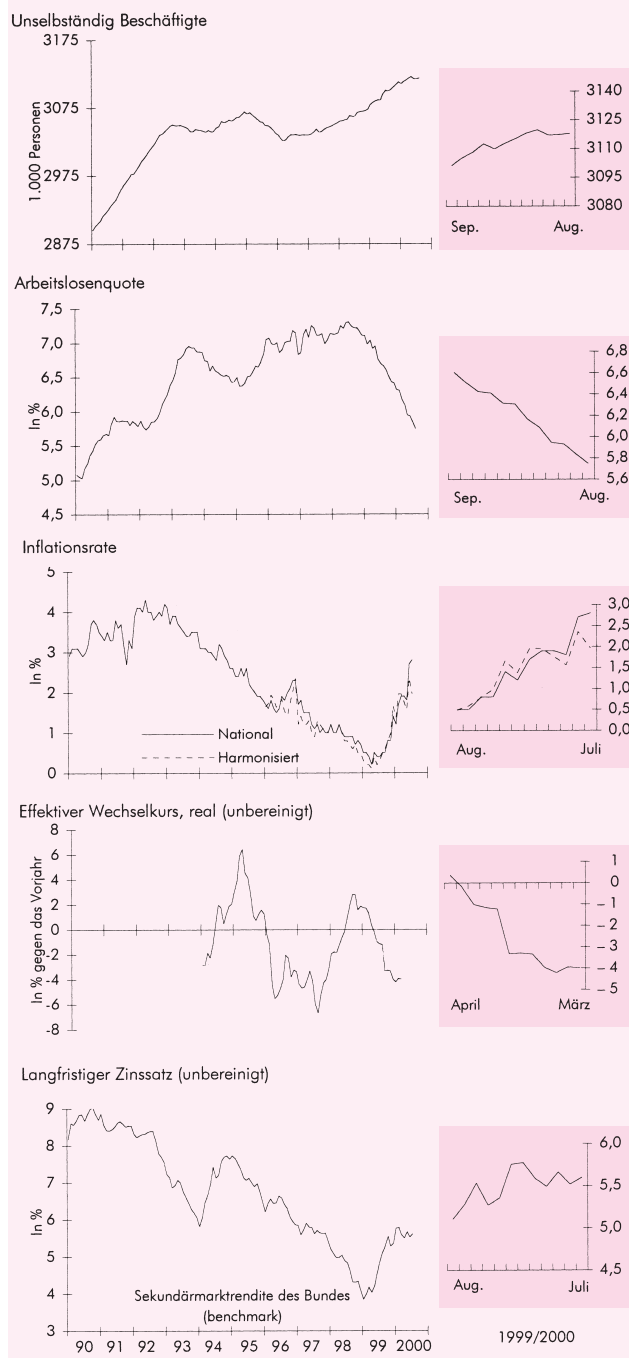 Unselbständig Beschäftigte
3175
3075
2975
2875
1.000 Personen
3140
3125
3110
3095
3080
Sep.
Aug.
Arbeitslosenquote
7,5
7,0
6,5
6,0
5,5
5,0
4,5
In %
6,8
6,6
6,4
6,2
6,0
5,8
5,6
Sep.
Aug.
Inflationsrate
5
4
3
2
1
0
In %
National
Harmonisiert
3,0
2,5
2,0
1,5
1,0
0,5
0,0
Aug.
Juli
Effektiver Wechselkurs, real (unbereinigt)
8
6
4
2
0
-2
-4
-6
-8
In % gegen das Vorjahr
1
0
– 1
– 2
– 3
– 4
– 5
April
März
Langfristiger Zinssatz (unbereinigt)
9
8
7
6
5
4
3
In %
Sekundärmarktrendite des Bundes
(benchmark)
90 91 92 93 94 95 96 97 98 99 2000
6,0
5,5
5,0
4,5
Aug.
Juli
1999/2000